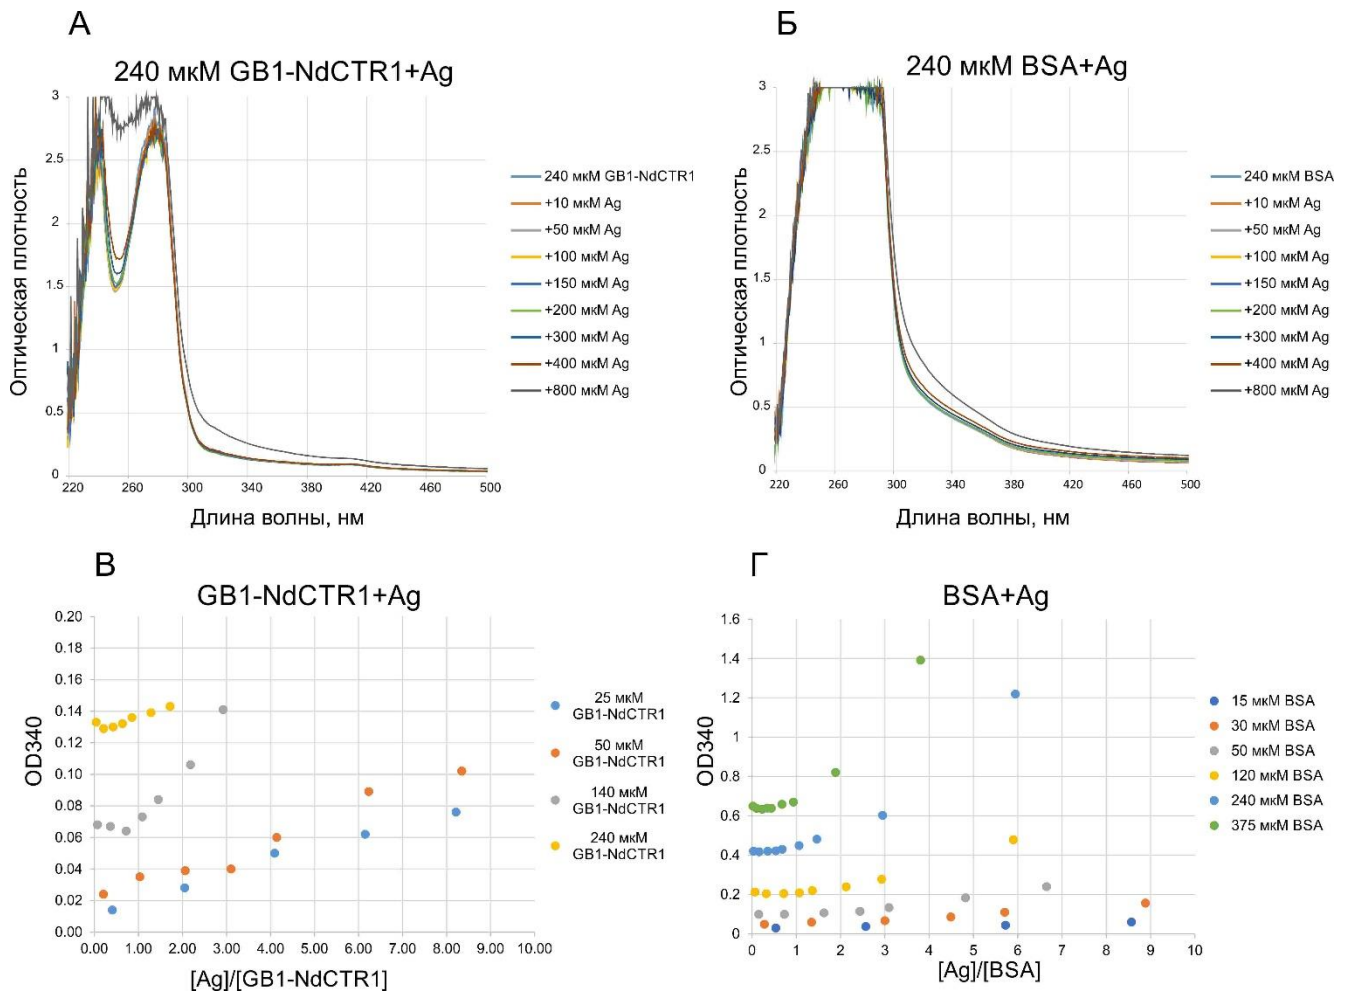 А
240 мкМ GB1-NdCTR1+Ag
Оптическая плотность
3
2.5
2
1.5
1
0.5
0
220
260
300
340
380
420
460
500
Длина волны, нм
240 мкМ GB1-NdCTR1
+10 мкМ Ag
+50 мкМ Ag
+100 мкМ Ag
+150 мкМ Ag
+200 мкМ Ag
+300 мкМ Ag
+400 мкМ Ag
+800 мкМ Ag
Б
240 мкМ BSA+Ag
Оптическая плотность
3
2.5
2
1.5
1
0.5
0
220
260
300
340
380
420
460
500
Длина волны, нм
240 мкМ BSA
+10 мкМ Ag
+50 мкМ Ag
+100 мкМ Ag
+150 мкМ Ag
+200 мкМ Ag
+300 мкМ Ag
+400 мкМ Ag
+800 мкМ Ag
В
GB1-NdCTR1+Ag
OD340
0.20
0.18
0.16
0.14
0.12
0.10
0.08
0.06
0.04
0.02
0.00
0.00
1.00
2.00
3.00
4.00
5.00
6.00
7.00
8.00
9.00
10.00
[Ag]/[GB1-NdCTR1]
25 мкМ
GB1-NdCTR1
50 мкМ
GB1-NdCTR1
140 мкМ
GB1-NdCTR1
240 мкМ
GB1-NdCTR1
Г
BSA+Ag
OD340
1.6
1.4
1.2
1
0.8
0.6
0.4
0.2
0
0
1
2
3
4
5
6
7
8
9
10
[Ag]/[BSA]
15 мкМ BSA
30 мкМ BSA
50 мкМ BSA
120 мкМ BSA
240 мкМ BSA
375 мкМ BSA